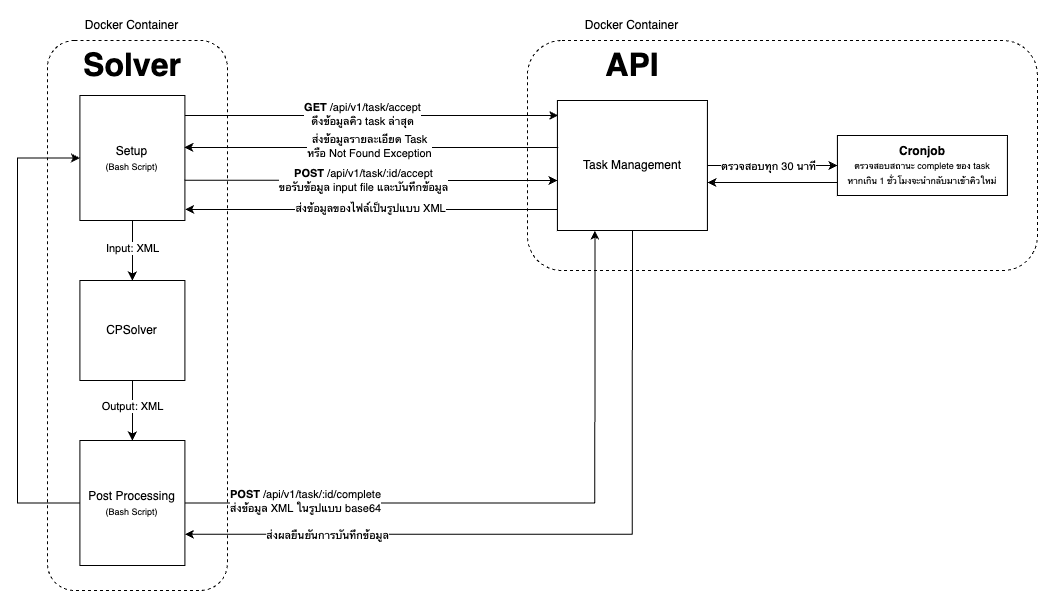 Docker Container
Solver
Setup
(Bash Script)
Input: XML
CPSolver
Output: XML
Post Processing
(Bash Script)
GET /api/v1/task/accept
ดึงข้อมูลคิว task ล่าสุด
ส่งข้อมูลรายละเอียด Task
หรือ Not Found Exception
POST /api/v1/task/:id/accept
ขอรับข้อมูล input file และบันทึกข้อมูล
ส่งข้อมูลของไฟล์เป็นรูปแบบ XML
POST /api/v1/task/:id/complete
ส่งข้อมูล XML ในรูปแบบ base64
ส่งผลยืนยันการบันทึกข้อมูล
Docker Container
API
Task Management
ตรวจสอบทุก 30 นาที
Cronjob
ตรวจสอบสถานะ complete ของ task
หากเกิน 1 ชั่วโมงจะนำกลับมาเข้าคิวใหม่